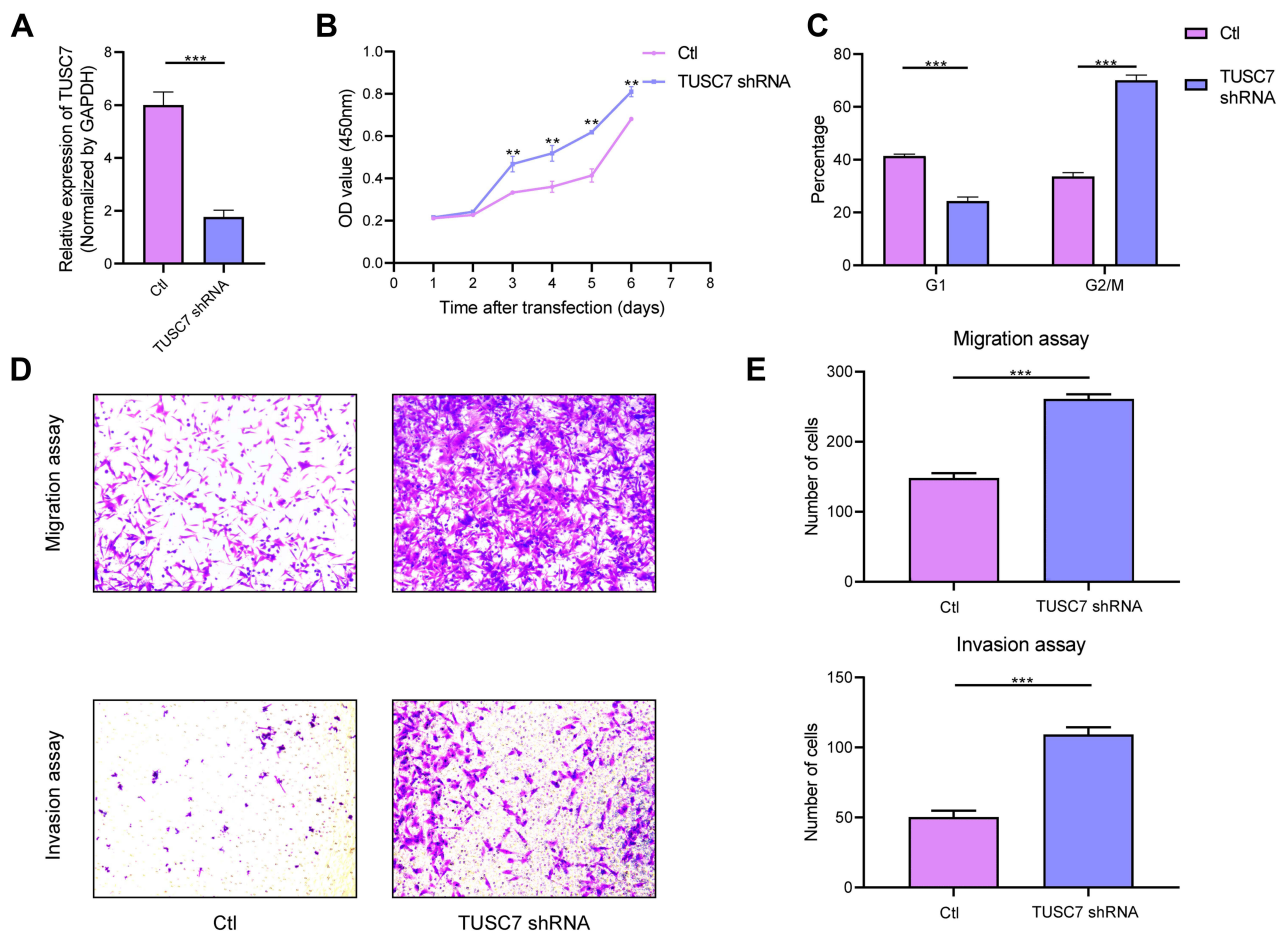 A
Relative expression of TUSC7
(Normalized by GAPDH)
8
6
4
2
0
***
Ctl
TUSC7 shRNA
B
OD value (450nm)
1.0
0.8
0.6
0.4
0.2
0.0
**
**
**
**
Ctl
TUSC7 shRNA
0 1 2 3 4 5 6 7 8
Time after transfection (days)
C
Percentage
80
60
40
20
0
***
***
G1
G2/M
Ctl
TUSC7
shRNA
D
Migration assay
Invasion assay
Ctl
TUSC7 shRNA
E
Migration assay
Number of cells
300
200
100
0
***
Ctl
TUSC7 shRNA
Invasion assay
Number of cells
150
100
50
0
***
Ctl
TUSC7 shRNA